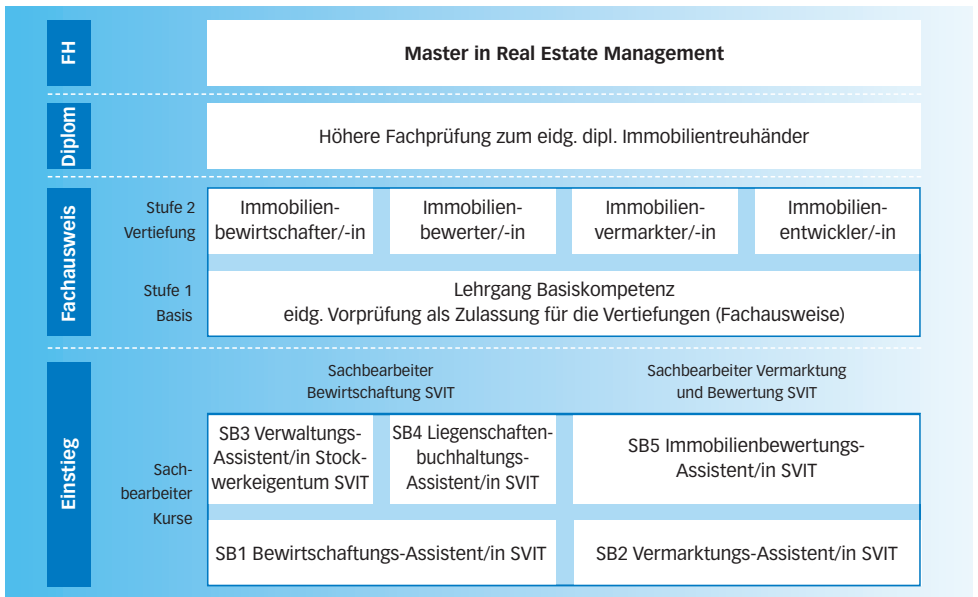 FH
Master in Real Estate Management
Diplom
Höhere Fachprüfung zum eidg. dipl. Immobilientreuhänder
Fachausweis
Stufe 2
Vertiefung
Immobilien-
bewirtschafter/-in
Immobilien-
bewerter/-in
Immobilien-
vermarkter/-in
Immobilien-
entwickler/-in
Stufe 1
Basis
Lehrgang Basiskompetenz
eidg. Vorprüfung als Zulassung für die Vertiefungen (Fachausweise)
Einstieg
Sach-
bearbeiter
Kurse
Sachbearbeiter
Bewirtschaftung SVIT
Sachbearbeiter Vermarktung
und Bewertung SVIT
SB3 Verwaltungs-
Assistent/in Stock-
werkeigentum SVIT
SB4 Liegenschaften-
buchhaltungs-
Assistent/in SVIT
SB5 Immobilienbewertungs-
Assistent/in SVIT
SB1 Bewirtschaftungs-Assistent/in SVIT
SB2 Vermarktungs-Assistent/in SVIT